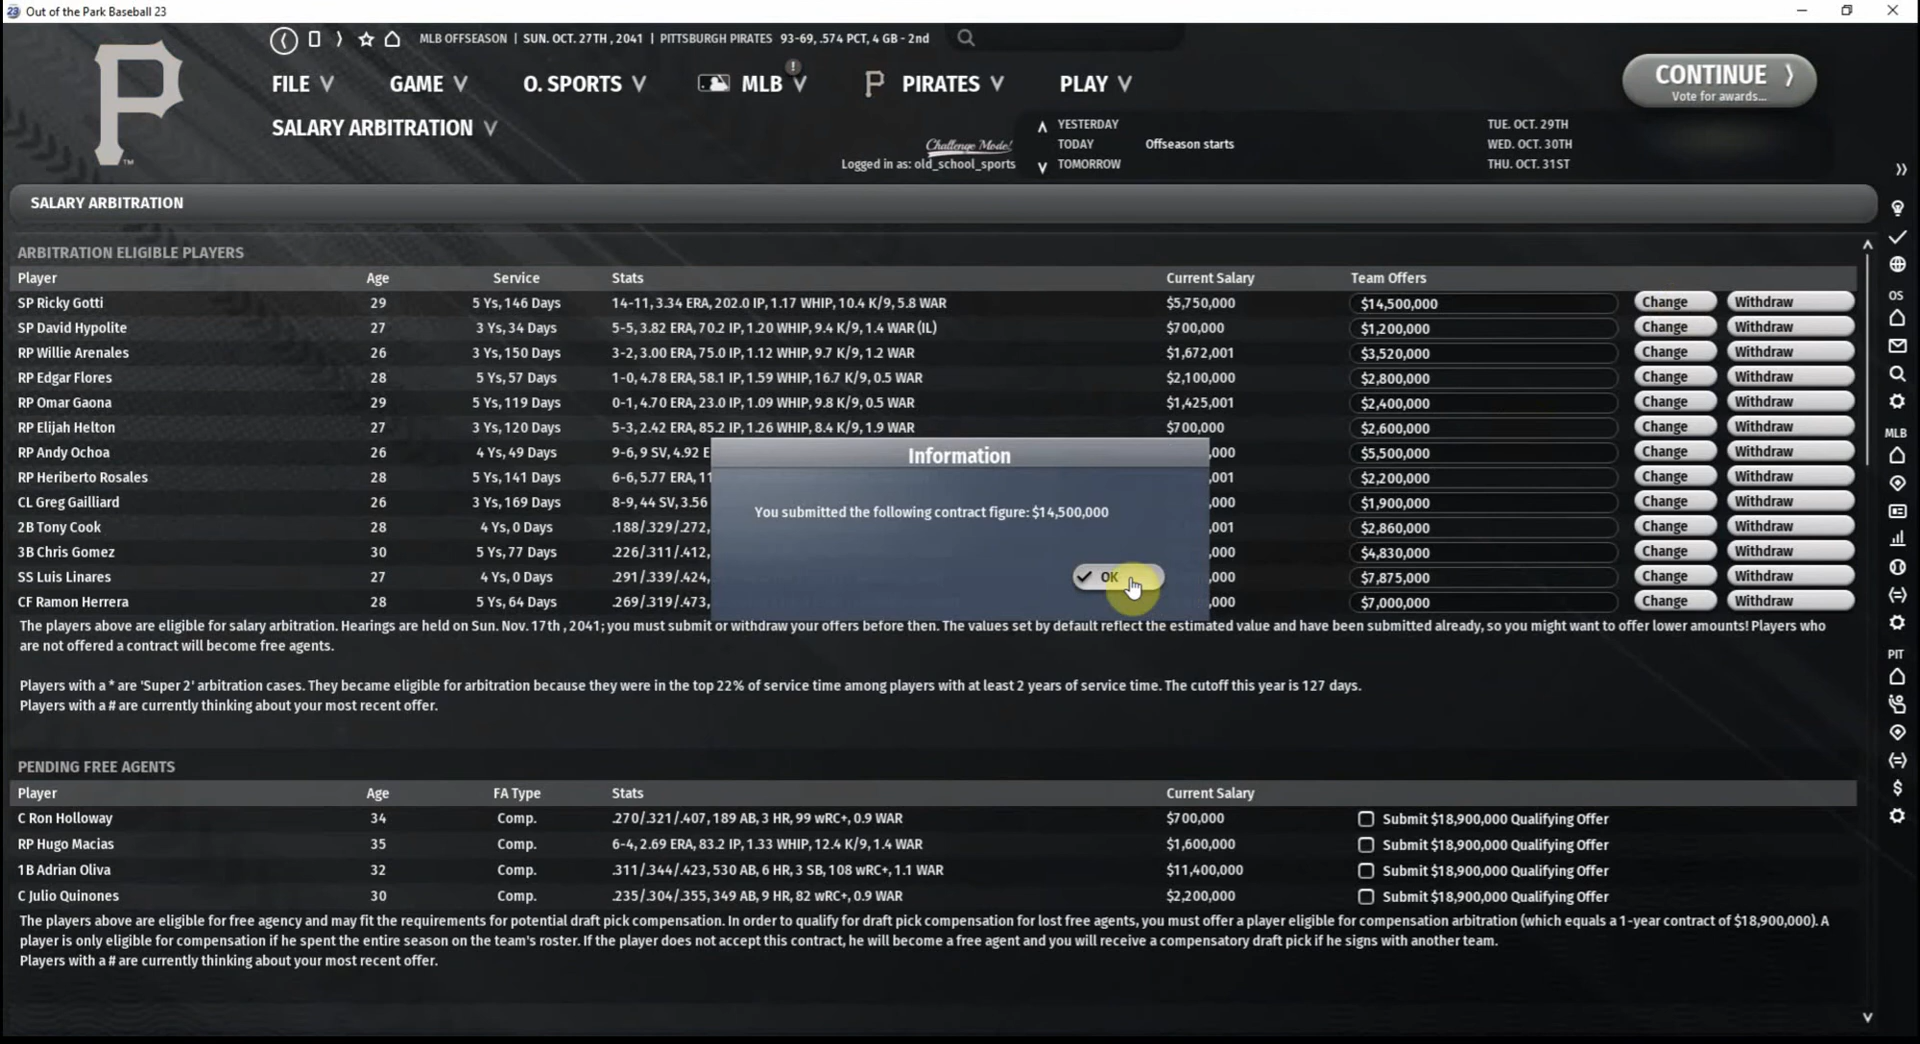 23 Out of the Park Baseball 23
MLB OFFSEASON | SUN. OCT. 27TH , 2041 | PITTSBURGH PIRATES 93-69, .574 PCT, 4 GB - 2nd
FILE GAME O. SPORTS MLB ! P PIRATES PLAY
CONTINUE
Vote for awards...
P
TM
SALARY ARBITRATION
Challenge Mode!
Logged in as: old_school_sports
YESTERDAY
TODAY Offseason starts
TOMORROW
TUE. OCT. 29TH
WED. OCT. 30TH
THU. OCT. 31ST
SALARY ARBITRATION
ARBITRATION ELIGIBLE PLAYERS
Player Age Service Stats Current Salary Team Offers
SP Ricky Gotti 29 5 Ys, 146 Days 14-11, 3.34 ERA, 202.0 IP, 1.17 WHIP, 10.4 K/9, 5.8 WAR $5,750,000 $14,500,000 Change Withdraw
SP David Hypolite 27 3 Ys, 34 Days 5-5, 3.82 ERA, 70.2 IP, 1.20 WHIP, 9.4 K/9, 1.4 WAR (IL) $700,000 $1,200,000 Change Withdraw
RP Willie Arenales 26 3 Ys, 150 Days 3-2, 3.00 ERA, 75.0 IP, 1.12 WHIP, 9.7 K/9, 1.2 WAR $1,672,001 $3,520,000 Change Withdraw
RP Edgar Flores 28 5 Ys, 57 Days 1-0, 4.78 ERA, 58.1 IP, 1.59 WHIP, 16.7 K/9, 0.5 WAR $2,100,000 $2,800,000 Change Withdraw
RP Omar Gaona 29 5 Ys, 119 Days 0-1, 4.70 ERA, 23.0 IP, 1.09 WHIP, 9.8 K/9, 0.5 WAR $1,425,001 $2,400,000 Change Withdraw
RP Elijah Helton 27 3 Ys, 120 Days 5-3, 2.42 ERA, 85.2 IP, 1.26 WHIP, 8.4 K/9, 1.9 WAR $700,000 $2,600,000 Change Withdraw
RP Andy Ochoa 26 4 Ys, 49 Days 9-6, 9 SV, 4.92 E ,000 $5,500,000 Change Withdraw
RP Heriberto Rosales 28 5 Ys, 141 Days 6-6, 5.77 ERA, 11 ,001 $2,200,000 Change Withdraw
CL Greg Gailliard 26 3 Ys, 169 Days 8-9, 44 SV, 3.56 ,000 $1,900,000 Change Withdraw
2B Tony Cook 28 4 Ys, 0 Days .188/.329/.272, ,001 $2,860,000 Change Withdraw
3B Chris Gomez 30 5 Ys, 77 Days .226/.311/.412, ,000 $4,830,000 Change Withdraw
SS Luis Linares 27 4 Ys, 0 Days .291/.339/.424, ,000 $7,875,000 Change Withdraw
CF Ramon Herrera 28 5 Ys, 64 Days .269/.319/.473, ,000 $7,000,000 Change Withdraw
Information
You submitted the following contract figure: $14,500,000
OK
The players above are eligible for salary arbitration. Hearings are held on Sun. Nov. 17th , 2041; you must submit or withdraw your offers before then. The values set by default reflect the estimated value and have been submitted already, so you might want to offer lower amounts! Players who
are not offered a contract will become free agents.
Players with a * are 'Super 2' arbitration cases. They became eligible for arbitration because they were in the top 22% of service time among players with at least 2 years of service time. The cutoff this year is 127 days.
Players with a # are currently thinking about your most recent offer.
PENDING FREE AGENTS
Player Age FA Type Stats Current Salary
C Ron Holloway 34 Comp. .270/.321/.407, 189 AB, 3 HR, 99 wRC+, 0.9 WAR $700,000 Submit $18,900,000 Qualifying Offer
RP Hugo Macias 35 Comp. 6-4, 2.69 ERA, 83.2 IP, 1.33 WHIP, 12.4 K/9, 1.4 WAR $1,600,000 Submit $18,900,000 Qualifying Offer
1B Adrian Oliva 32 Comp. .311/.344/.423, 530 AB, 6 HR, 3 SB, 108 wRC+, 1.1 WAR $11,400,000 Submit $18,900,000 Qualifying Offer
C Julio Quinones 30 Comp. .235/.304/.355, 349 AB, 9 HR, 82 wRC+, 0.9 WAR $2,200,000 Submit $18,900,000 Qualifying Offer
The players above are eligible for free agency and may fit the requirements for potential draft pick compensation. In order to qualify for draft pick compensation for lost free agents, you must offer a player eligible for compensation arbitration (which equals a 1-year contract of $18,900,000). A
player is only eligible for compensation if he spent the entire season on the team's roster. If the player does not accept this contract, he will become a free agent and you will receive a compensatory draft pick if he signs with another team.
Players with a # are currently thinking about your most recent offer.
OS
MLB
PIT
$